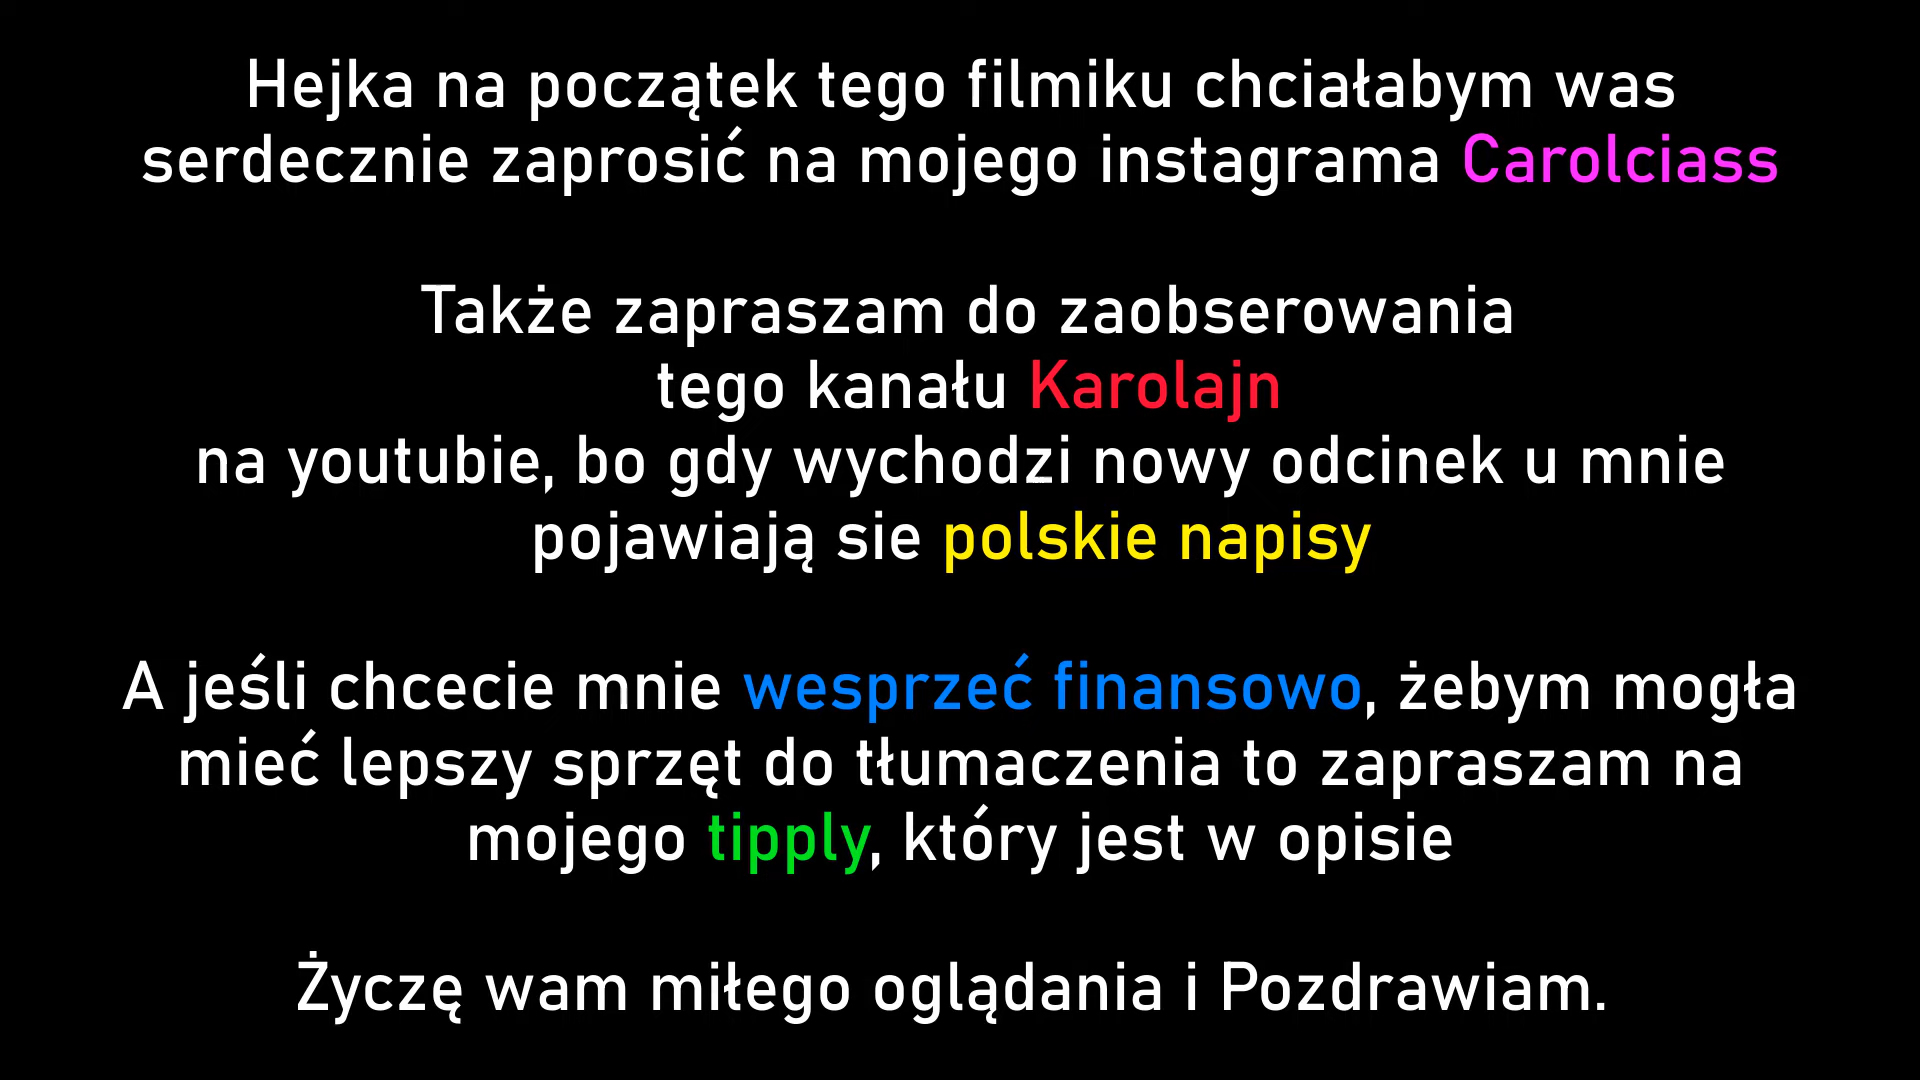 Hejka na początek tego filmiku chciałabym was
serdecznie zaprosić na mojego instagrama Carolciass
Także zapraszam do zaobserowania
tego kanału Karolajn
na youtubie, bo gdy wychodzi nowy odcinek u mnie
pojawiają sie polskie napisy
A jeśli chcecie mnie wesprzeć finansowo, żebym mogła
mieć lepszy sprzęt do tłumaczenia to zapraszam na
mojego tipply, który jest w opisie
Życzę wam miłego oglądania i Pozdrawiam.